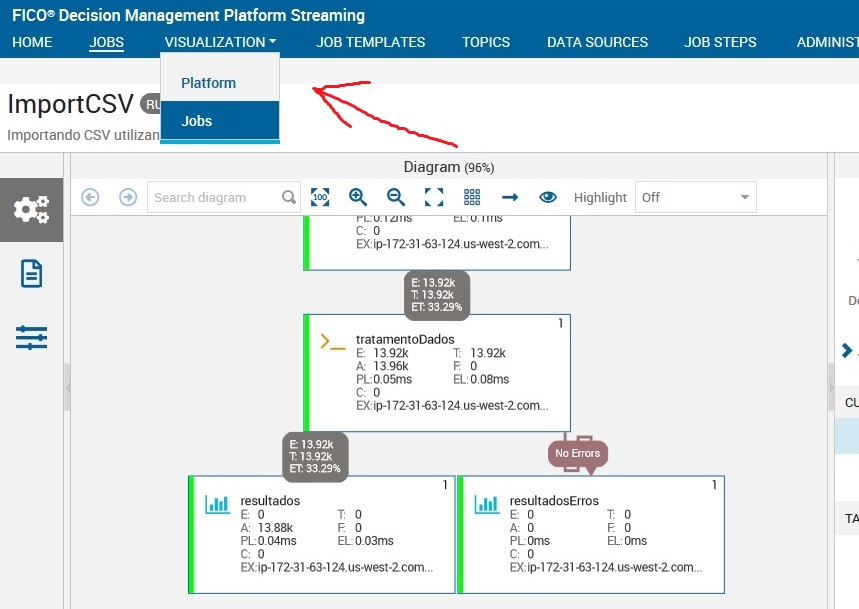 FICO® Decision Management Platform Streaming
HOME JOBS VISUALIZATION JOB TEMPLATES TOPICS DATA SOURCES JOB STEPS ADMINIST
Platform
Jobs
ImportCSV RU
Importando CSV utilizan
Diagram (96%)
Search diagram 100 Highlight Off
PL:0.12ms EL:0.1ms
C: 0
EX:ip-172-31-63-124.us-west-2.com...
E: 13.92k
T: 13.92k
ET: 33.29%
1
tratamentoDados
E: 13.92k T: 13.92k
A: 13.96k F: 0
PL:0.05ms EL:0.08ms
C: 0
EX:ip-172-31-63-124.us-west-2.com...
E: 13.92k
T: 13.92k
ET: 33.29%
No Errors
1
resultados
E: 0 T: 0
A: 13.88k F: 0
PL:0.04ms EL:0.03ms
C: 0
EX:ip-172-31-63-124.us-west-2.com...
1
resultadosErros
E: 0 T: 0
A: 0 F: 0
PL:0ms EL:0ms
C: 0
EX:ip-172-31-63-124.us-west-2.com...
De
CU
TA